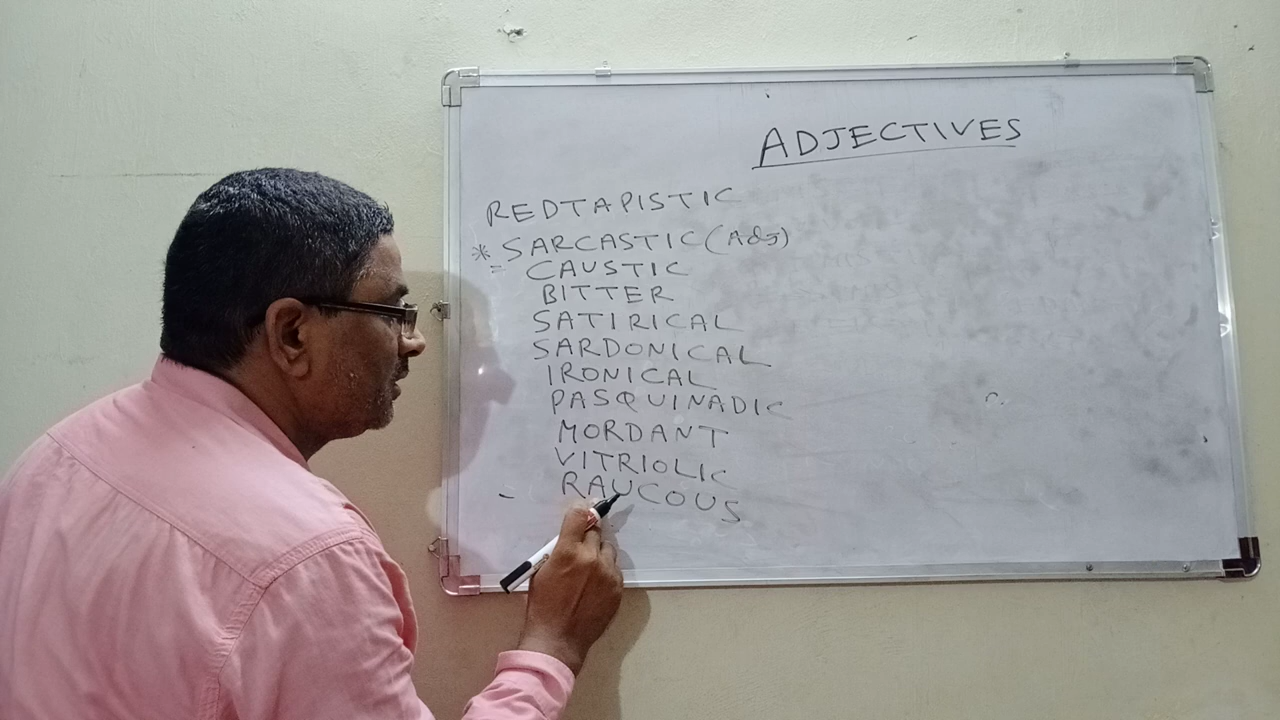 ADJECTIVES
REDTAPISTIC
* SARCASTIC (Adj)
= CAUSTIC
BITTER
SATIRICAL
SARDONICAL
IRONICAL
PASQUINADIC
MORDANT
VITRIOLIC
- RAUCOUS